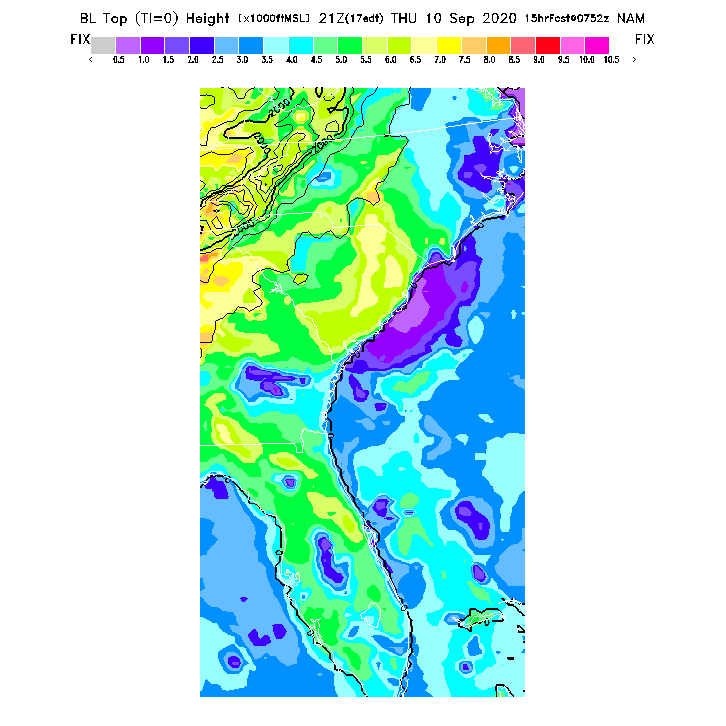 BL Top (TI=0) Height [x1000ftMSL] 21Z(17edt) THU 10 Sep 2020 15hrFcst@0752z NAM
FIX FIX
< 0.5 1.0 1.5 2.0 2.5 3.0 3.5 4.0 4.5 5.0 5.5 6.0 6.5 7.0 7.5 8.0 8.5 9.0 9.5 10.0 10.5 >
2000
2000
2000